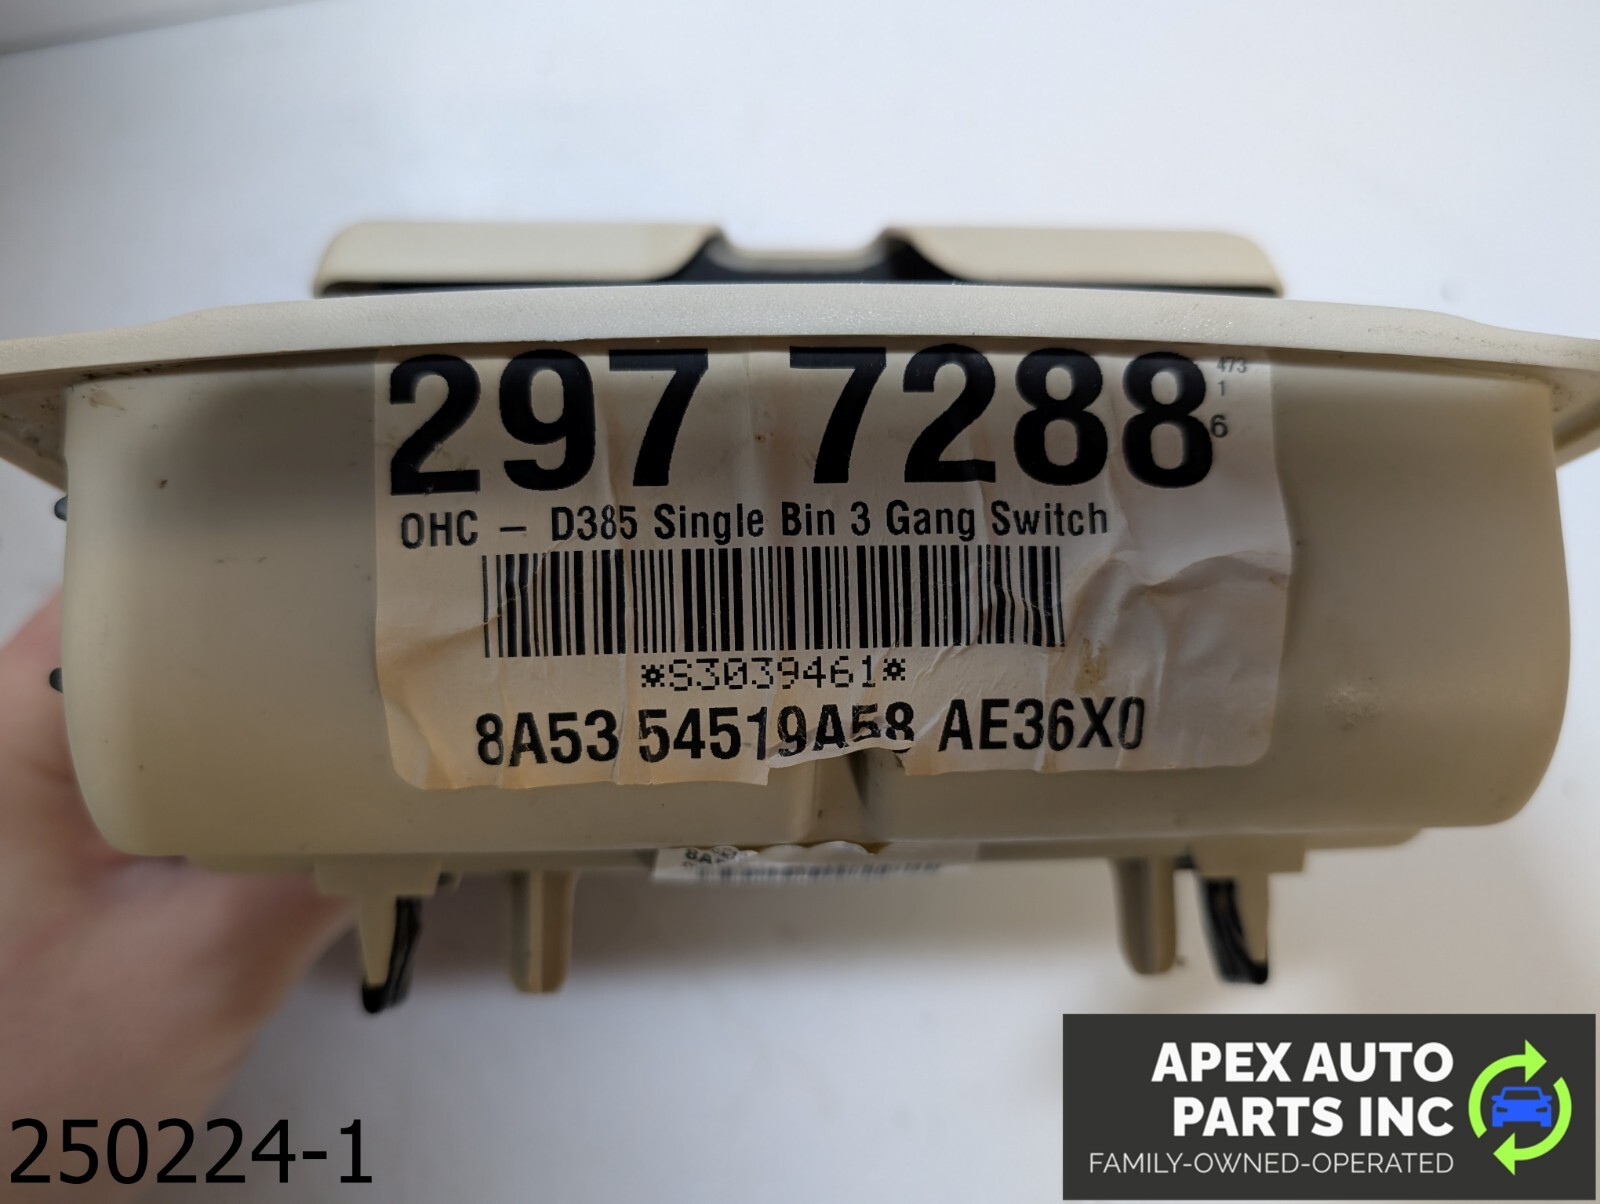 297 7288
473
1
6
OHC - D385 Single Bin 3 Gang Switch
*S3039461*
8A53 54519A58 AE36X0
8A
250224-1
APEX AUTO
PARTS INC
FAMILY-OWNED-OPERATED